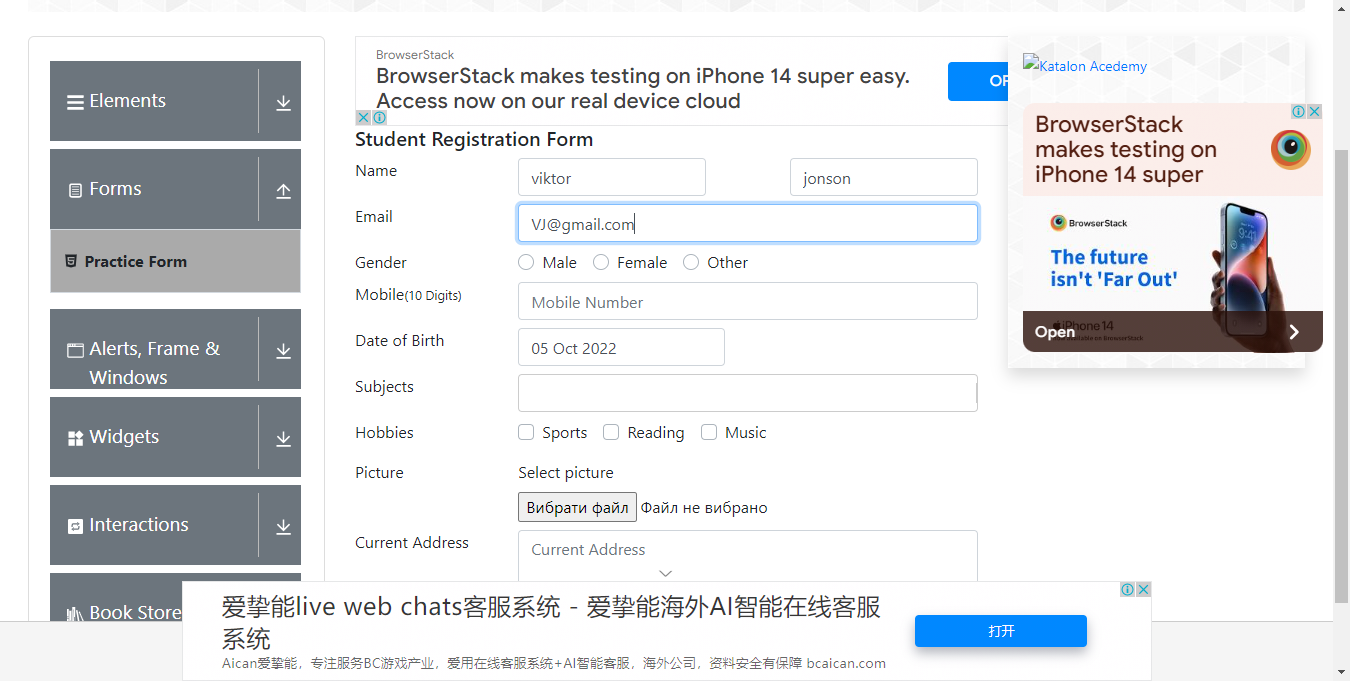 Elements
Forms
Practice Form
Alerts, Frame &
Windows
Widgets
Interactions
Book Store
BrowserStack
BrowserStack makes testing on iPhone 14 super easy.
Access now on our real device cloud
Student Registration Form
Name
viktor
jonson
Email
VJ@gmail.com
Gender
Male
Female
Other
Mobile(10 Digits)
Mobile Number
Date of Birth
05 Oct 2022
Subjects
Hobbies
Sports
Reading
Music
Picture
Select picture
Вибрати файл Файл не вибрано
Current Address
Current Address
Katalon Acedemy
BrowserStack
makes testing on
iPhone 14 super
BrowserStack
The future
isn't 'Far Out'
9:41
iPhone 14
Open
爱挚能live web chats客服系统 - 爱挚能海外AI智能在线客服
系统
Aican爱挚能，专注服务BC游戏产业，爱用在线客服系统+AI智能客服，海外公司，资料安全有保障 bcaican.com
打开